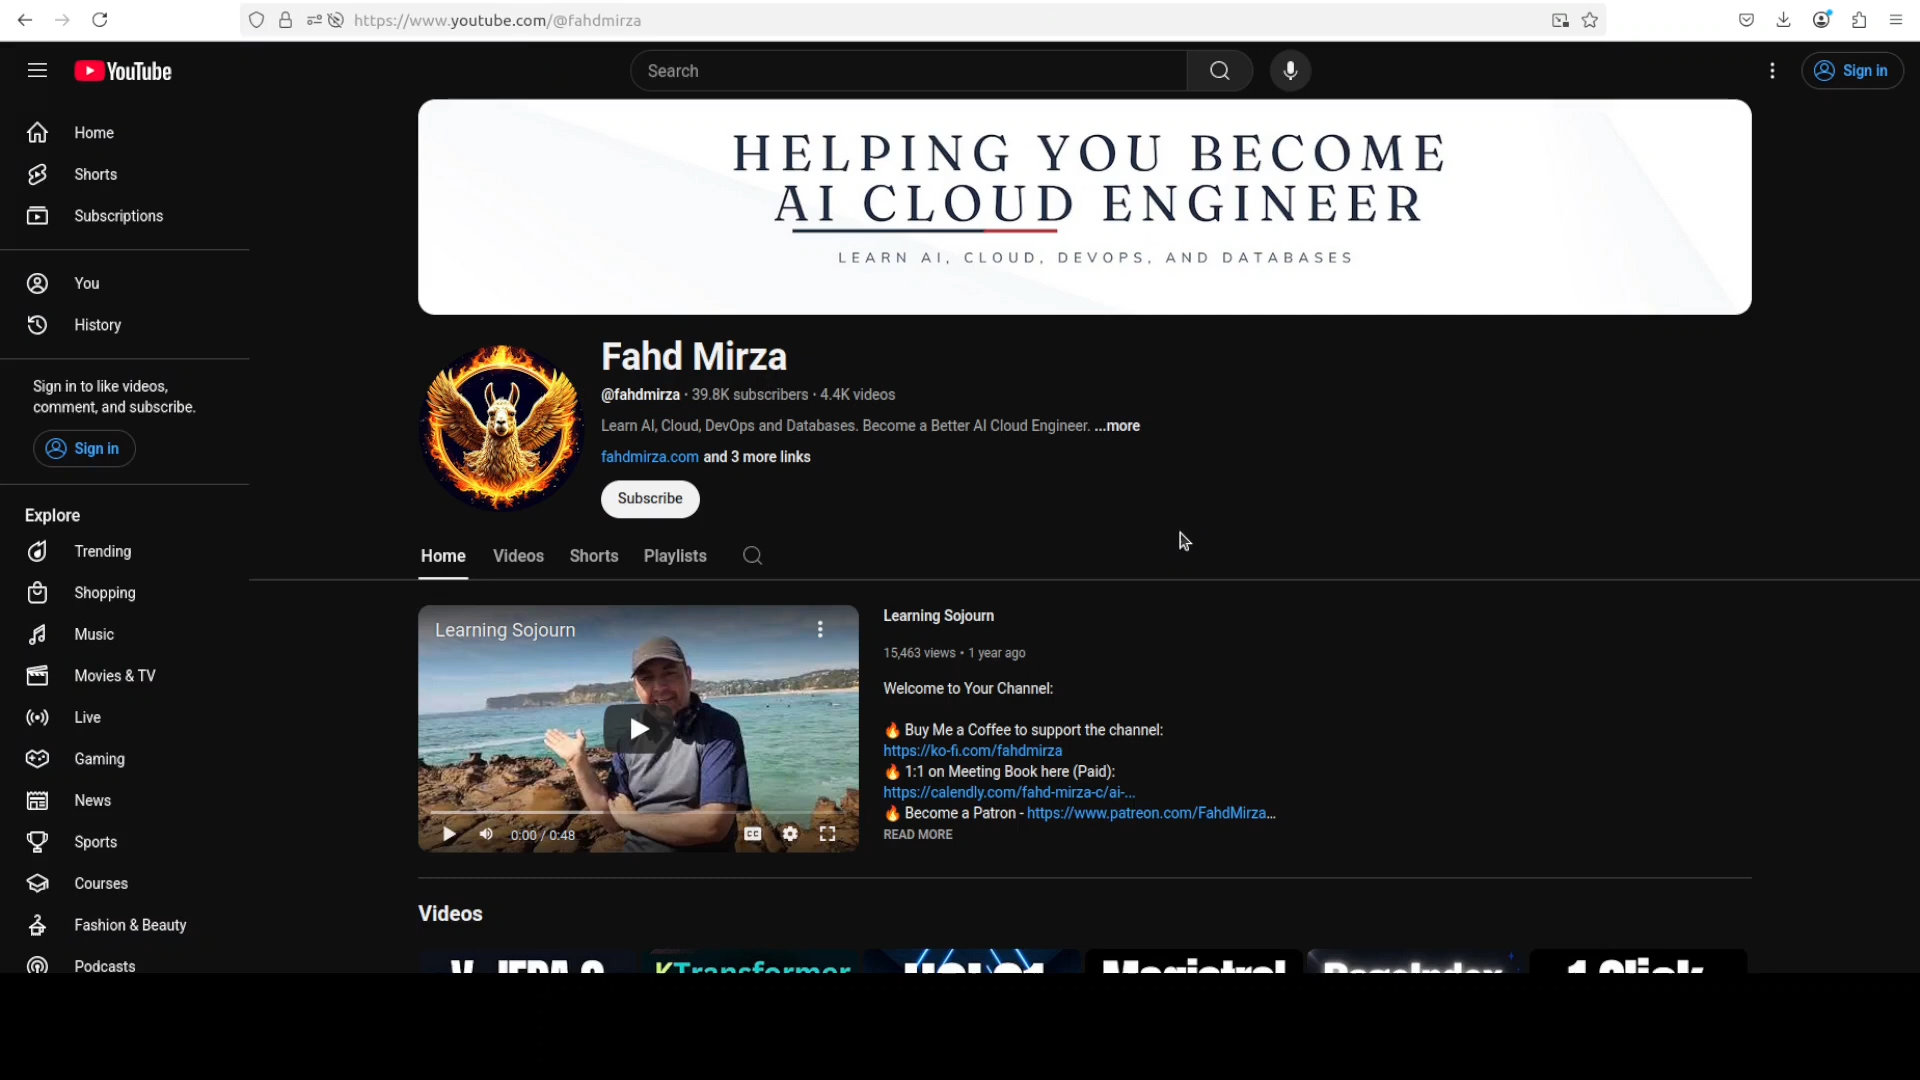 https://www.youtube.com/@fahdmirza
YouTube
Search
Sign in
Home
Shorts
Subscriptions
You
History
Sign in to like videos,
comment, and subscribe.
Sign in
Explore
Trending
Shopping
Music
Movies & TV
Live
Gaming
News
Sports
Courses
Fashion & Beauty
Podcasts
HELPING YOU BECOME
AI CLOUD ENGINEER
LEARN AI, CLOUD, DEVOPS, AND DATABASES
Fahd Mirza
@fahdmirza · 39.8K subscribers · 4.4K videos
Learn AI, Cloud, DevOps and Databases. Become a Better AI Cloud Engineer. ...more
fahdmirza.com and 3 more links
Subscribe
Home Videos Shorts Playlists
Learning Sojourn
0:00 / 0:48
CC
Learning Sojourn
15,463 views • 1 year ago
Welcome to Your Channel:
🔥 Buy Me a Coffee to support the channel:
https://ko-fi.com/fahdmirza
🔥 1:1 on Meeting Book here (Paid):
https://calendly.com/fahd-mirza-c/ai-...
🔥 Become a Patron - https://www.patreon.com/FahdMirza...
READ MORE
Videos
KTransformer Magistral PageIndex 1 Click